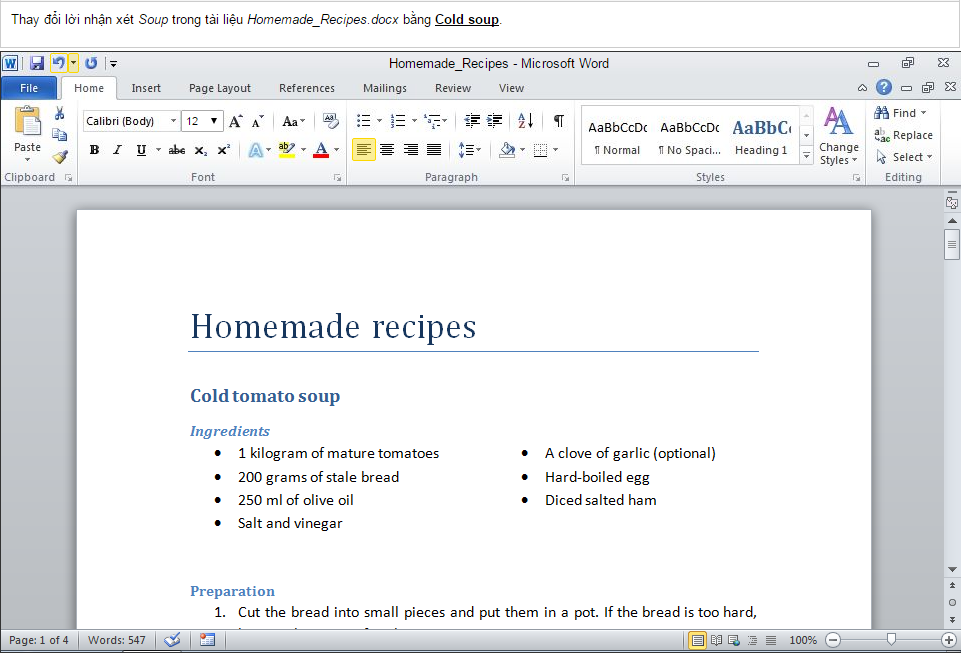 Thay đổi lời nhận xét Soup trong tài liệu Homemade_Recipes.docx bằng Cold soup.
Homemade_Recipes - Microsoft Word
File Home Insert Page Layout References Mailings Review View
Calibri (Body) 12
Paste
AaBbCcDc AaBbCcDc AaBbC
¶ Normal ¶ No Spaci... Heading 1
Change Styles
Find
Replace
Select
Clipboard Font Paragraph Styles Editing
Homemade recipes
Cold tomato soup
Ingredients
• 1 kilogram of mature tomatoes
• 200 grams of stale bread
• 250 ml of olive oil
• Salt and vinegar
• A clove of garlic (optional)
• Hard-boiled egg
• Diced salted ham
Preparation
1. Cut the bread into small pieces and put them in a pot. If the bread is too hard,
Page: 1 of 4 Words: 547 100%